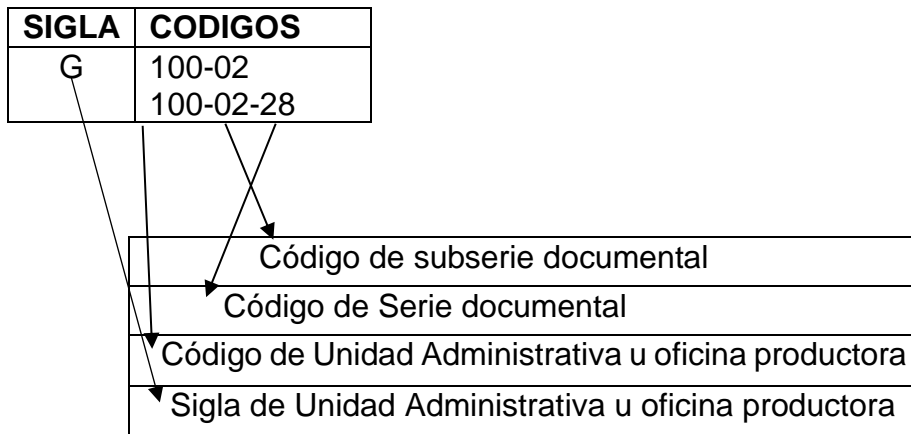 SIGLA CODIGOS
G 100-02
100-02-28
Código de subserie documental
Código de Serie documental
Código de Unidad Administrativa u oficina productora
Sigla de Unidad Administrativa u oficina productora